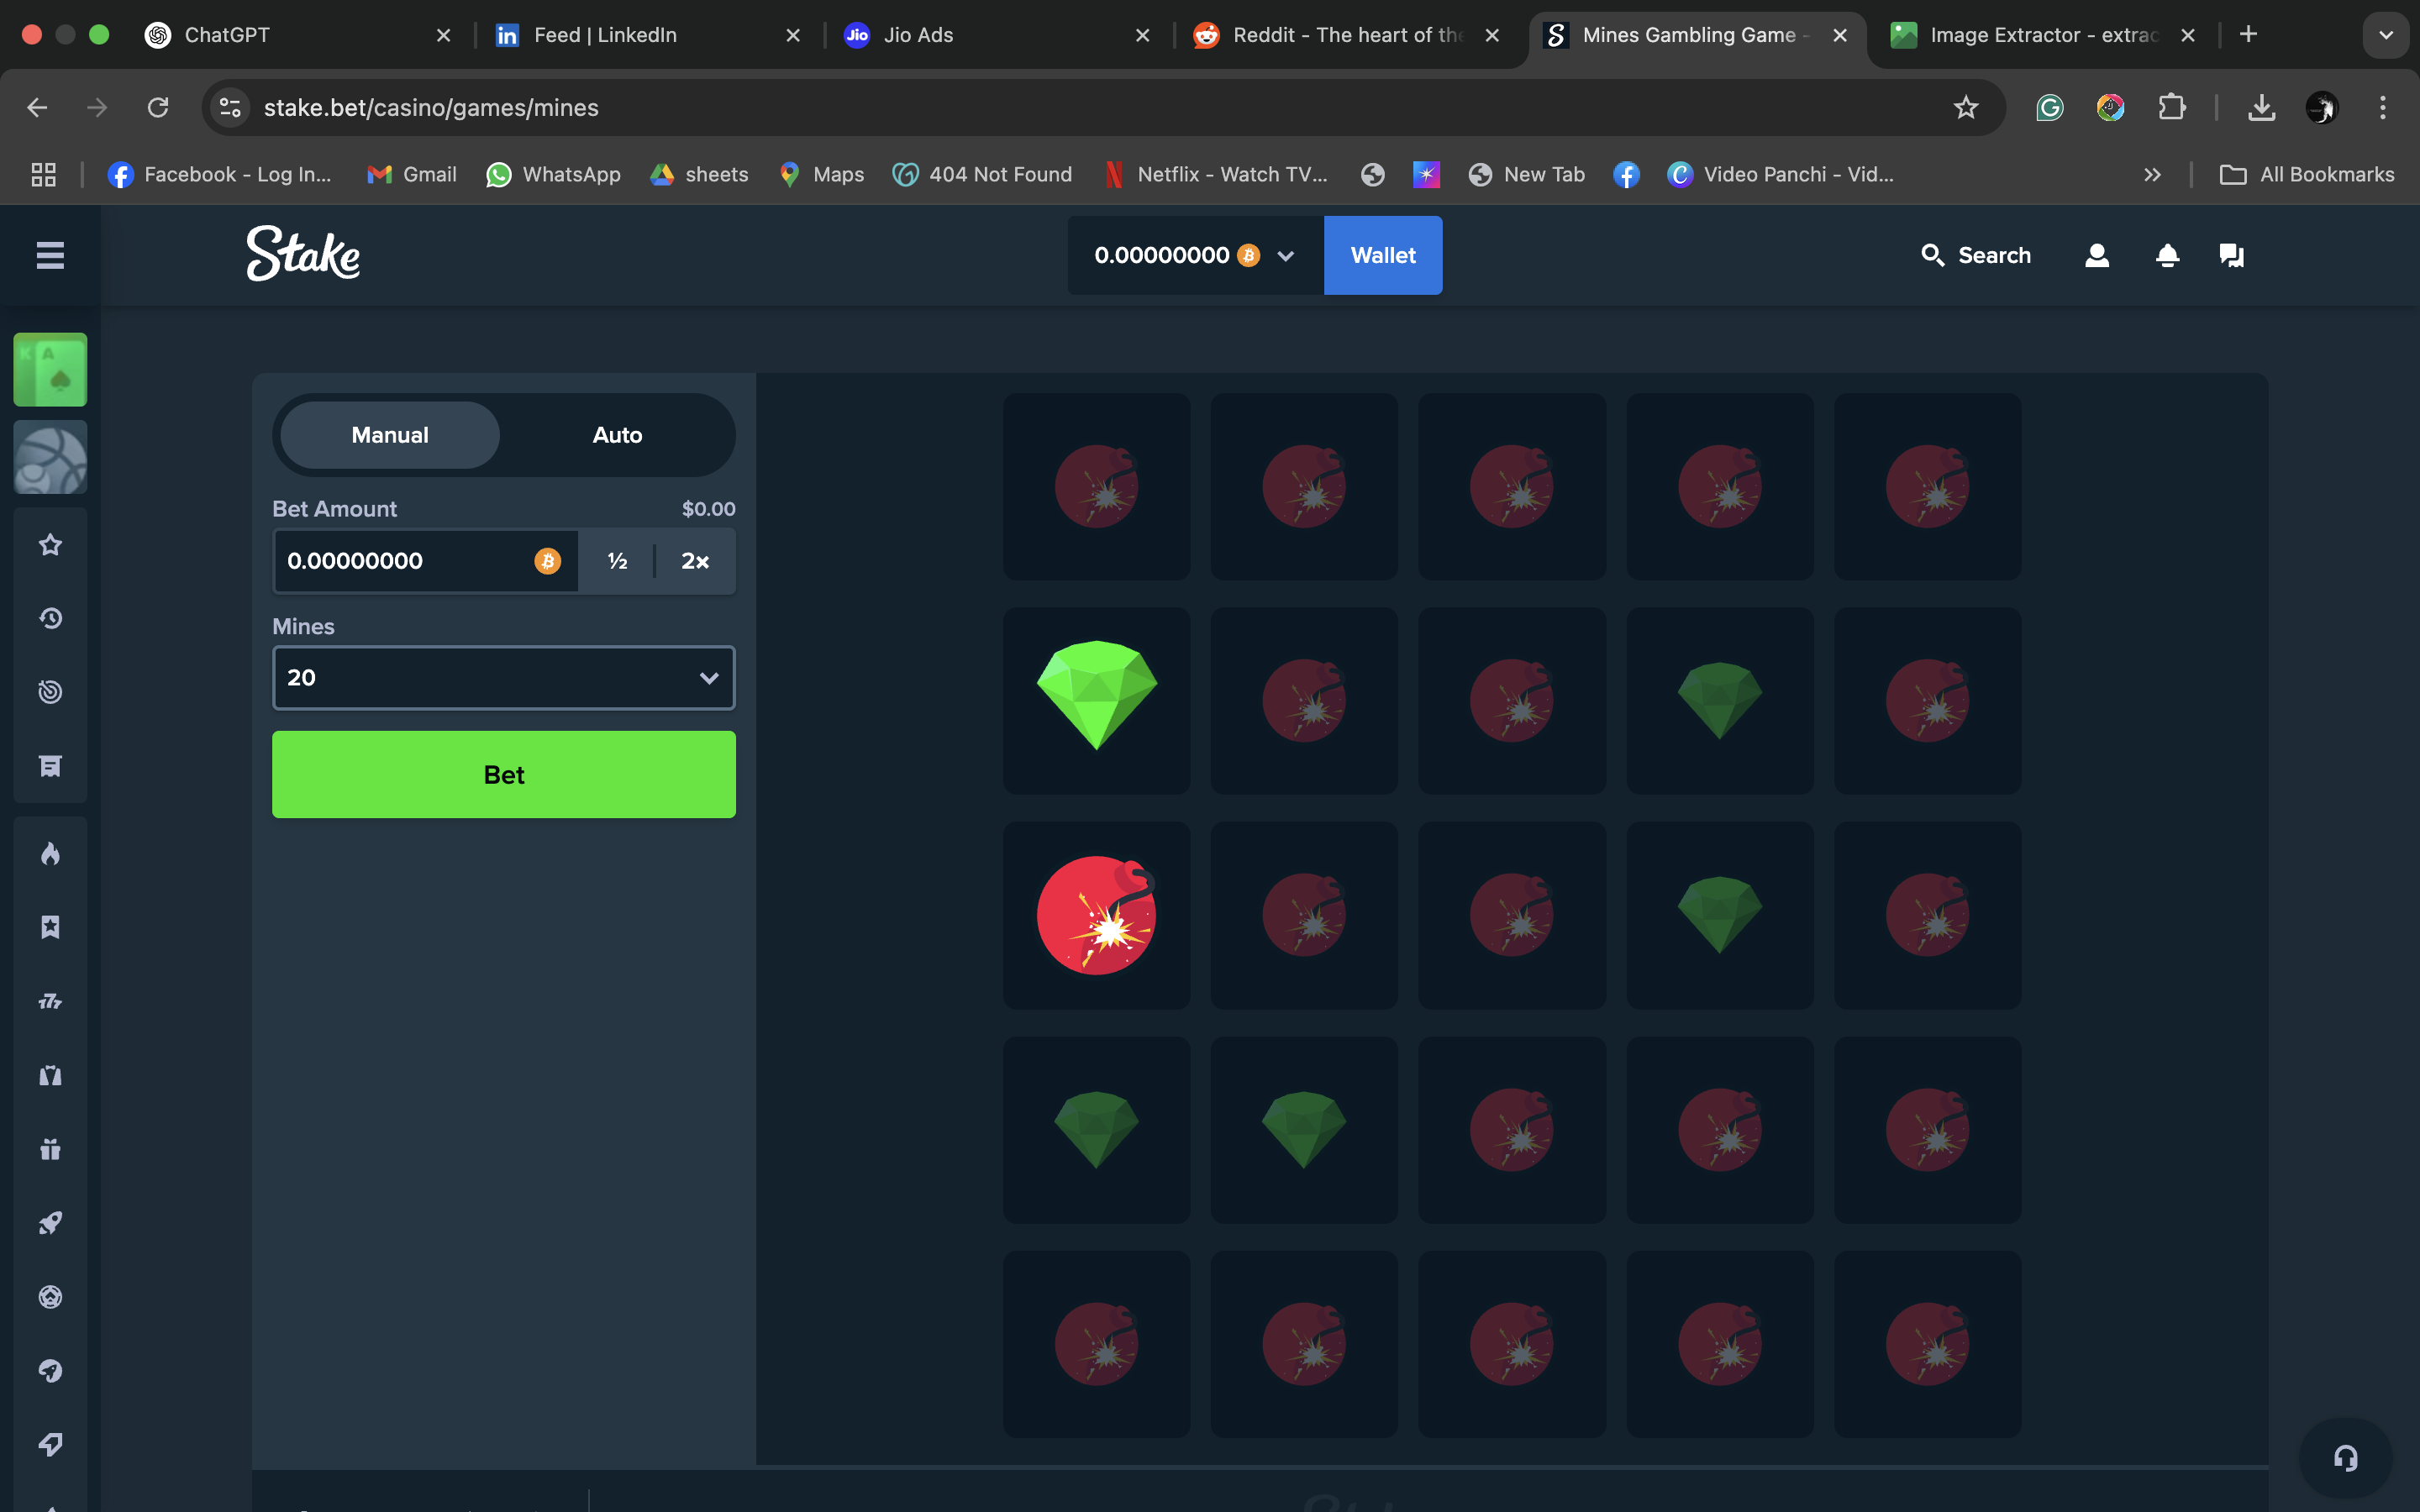 ChatGPT
Feed | LinkedIn
Jio Jio Ads
Reddit - The heart of the
Mines Gambling Game -
Image Extractor - extrac
stake.bet/casino/games/mines
Facebook - Log In...
Gmail
WhatsApp
sheets
Maps
404 Not Found
Netflix - Watch TV...
New Tab
Video Panchi - Vid...
All Bookmarks
Stake
0.00000000
Wallet
Search
K A
Manual
Auto
Bet Amount
$0.00
0.00000000
½
2×
Mines
20
Bet